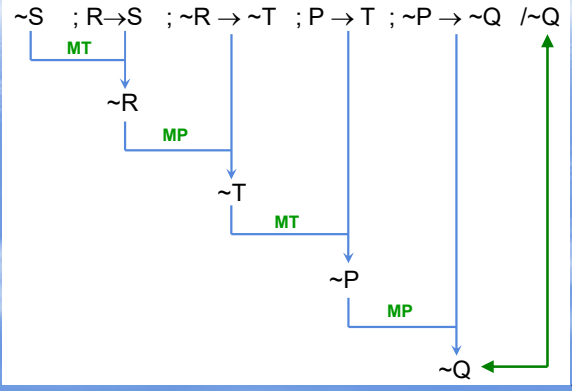 ~S ; R→S ; ~R → ~T ; P → T ; ~P → ~Q /~Q
MT
~R
MP
~T
MT
~P
MP
~Q